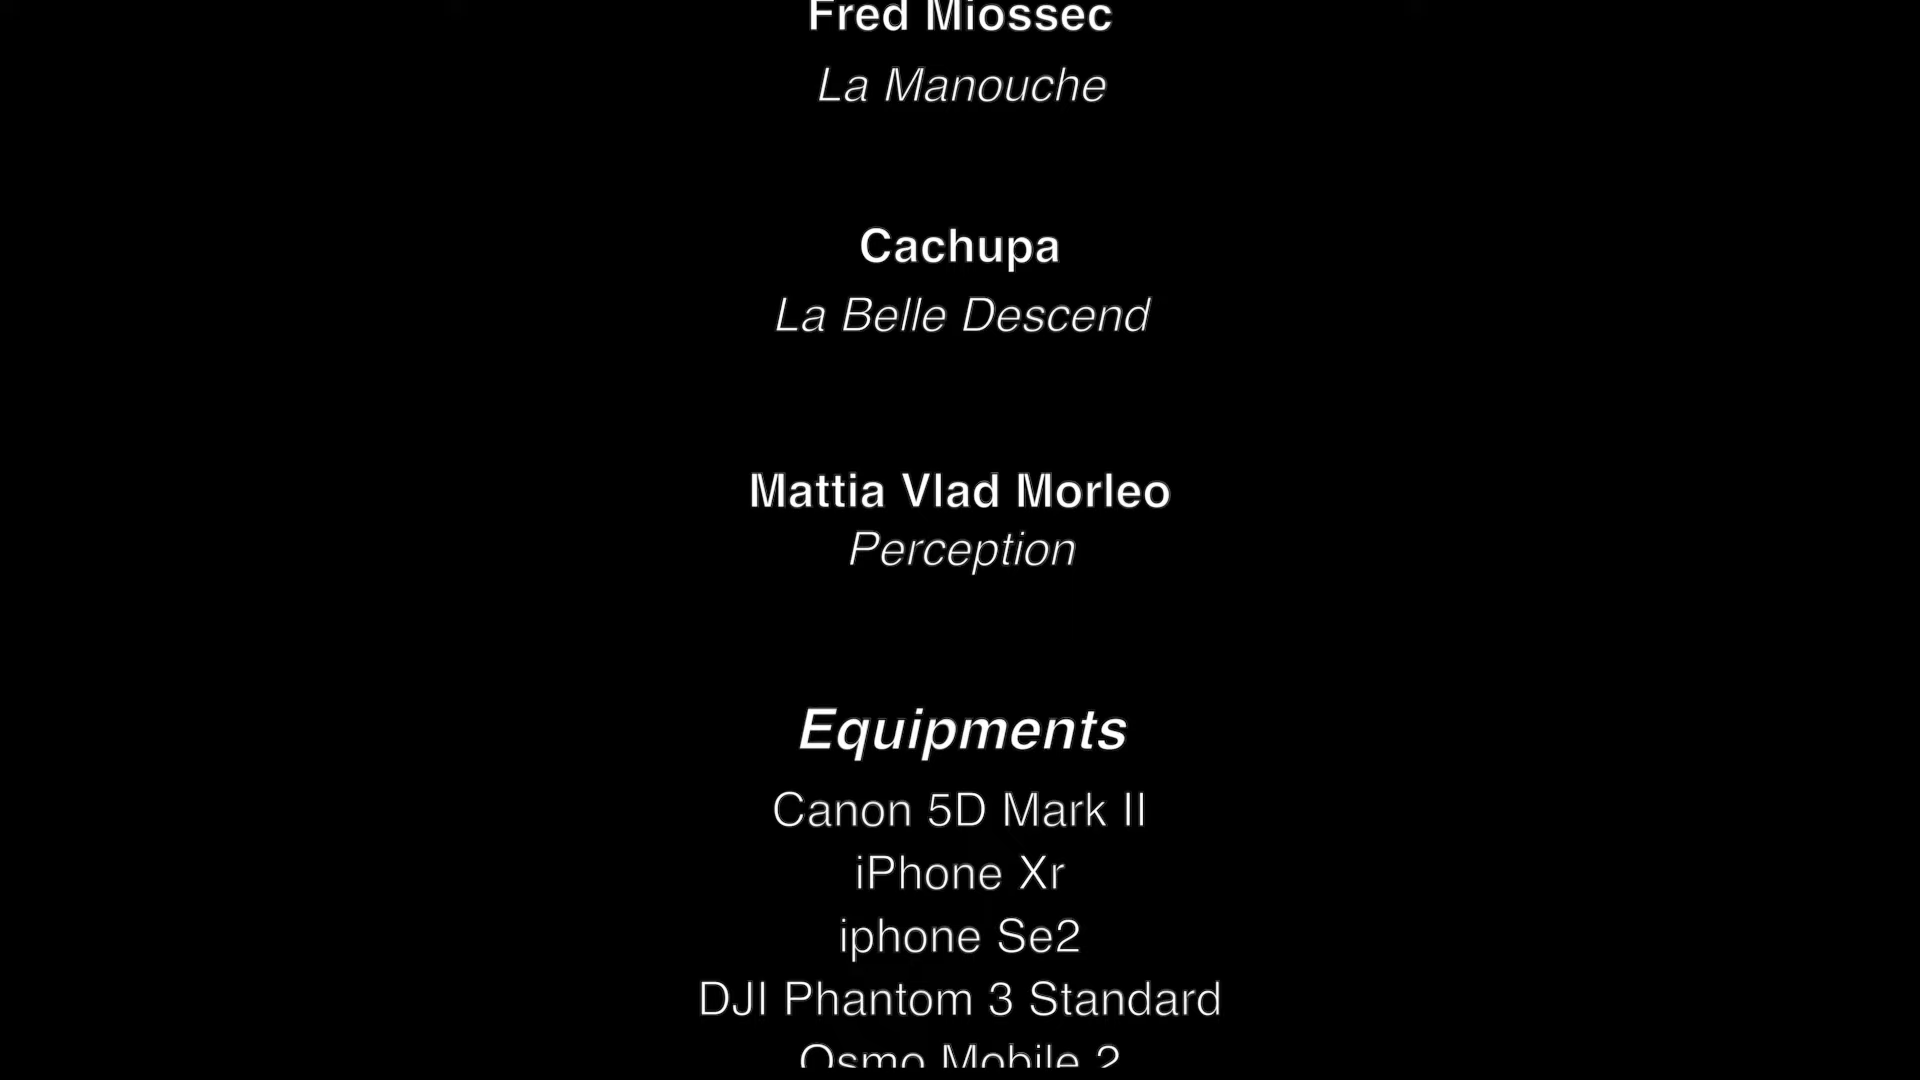 Fred Miossec
La Manouche
Cachupa
La Belle Descend
Mattia Vlad Morleo
Perception
Equipments
Canon 5D Mark II
iPhone Xr
iphone Se2
DJI Phantom 3 Standard
Osmo Mobile 2